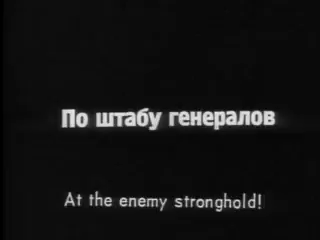 По штабу генералов
At the enemy stronghold!